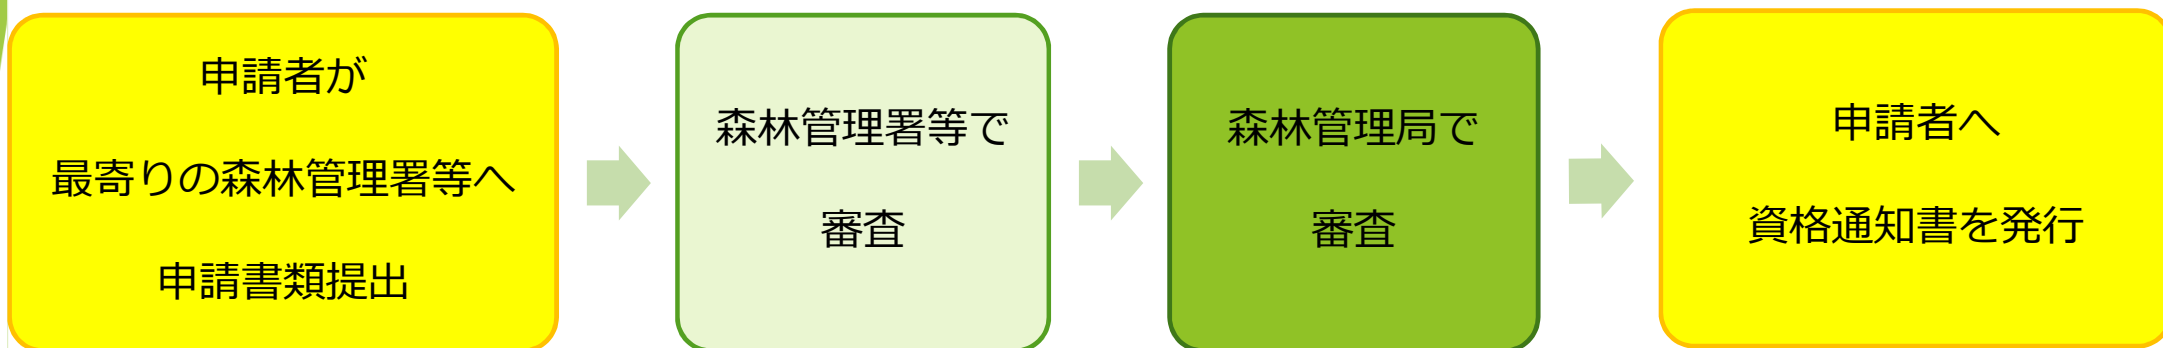 申請者が
最寄りの森林管理署等へ
申請書類提出
森林管理署等で
審査
森林管理局で
審査
申請者へ
資格通知書を発行